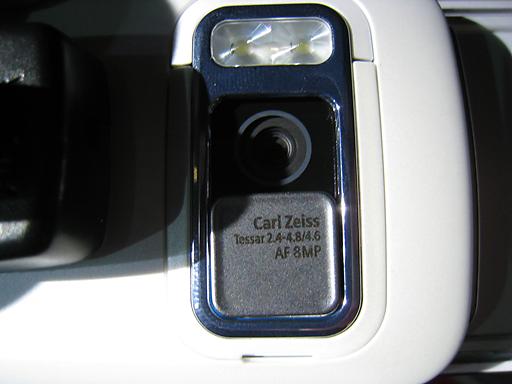 Carl Zeiss
Tessar 2.4-4.8/4.6
AF 8MP